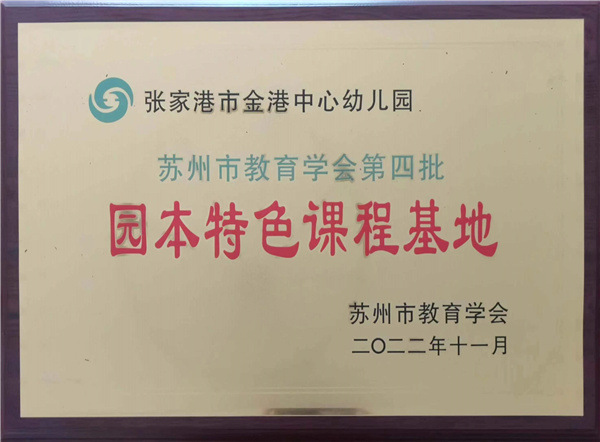 张家港市金港中心幼儿园
苏州市教育学会第四批
园本特色课程基地
苏州市教育学会
二〇二二年十一月